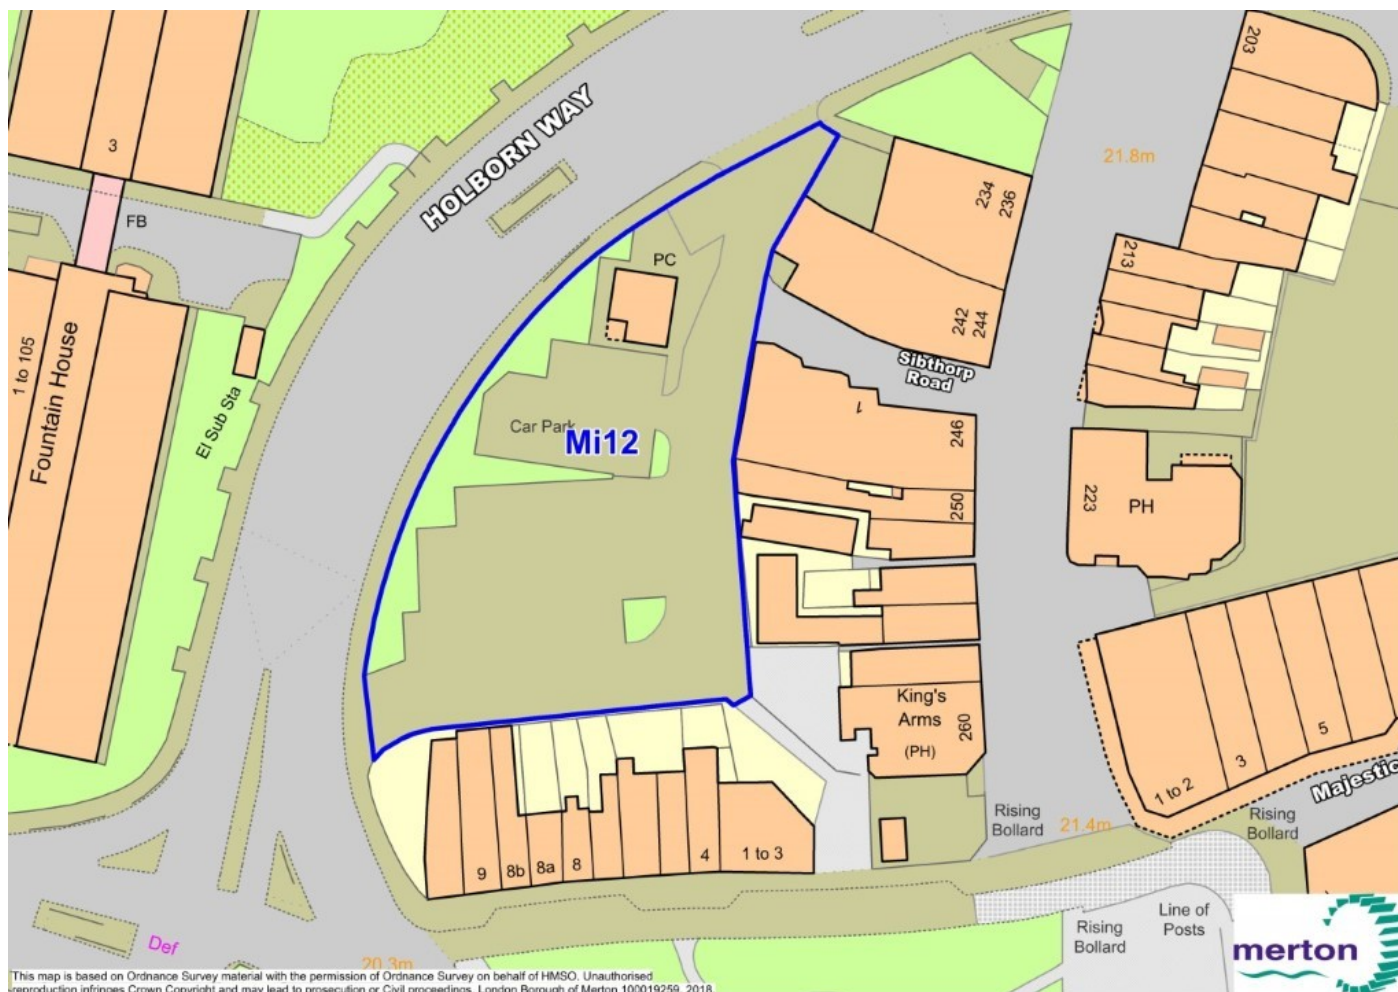 203
3
HOLBORN WAY
21.8m
FB
234
236
PC
213
242
244
1 to 105
Fountain House
El Sub Sta
Sibthorp
Road
Car Park
Mi12
1
246
250
223
PH
King's
Arms
(PH)
260
5
3
1 to 2
Majestic
Rising
Bollard
21.4m
Rising
Bollard
9
8b
8a
8
4
1 to 3
Line of
Posts
Rising
Bollard
Def
20.3m
merton
This map is based on Ordnance Survey material with the permission of Ordnance Survey on behalf of HMSO. Unauthorised
reproduction infringes Crown Copyright and may lead to prosecution or Civil proceedings. London Borough of Merton 100019259. 2018.